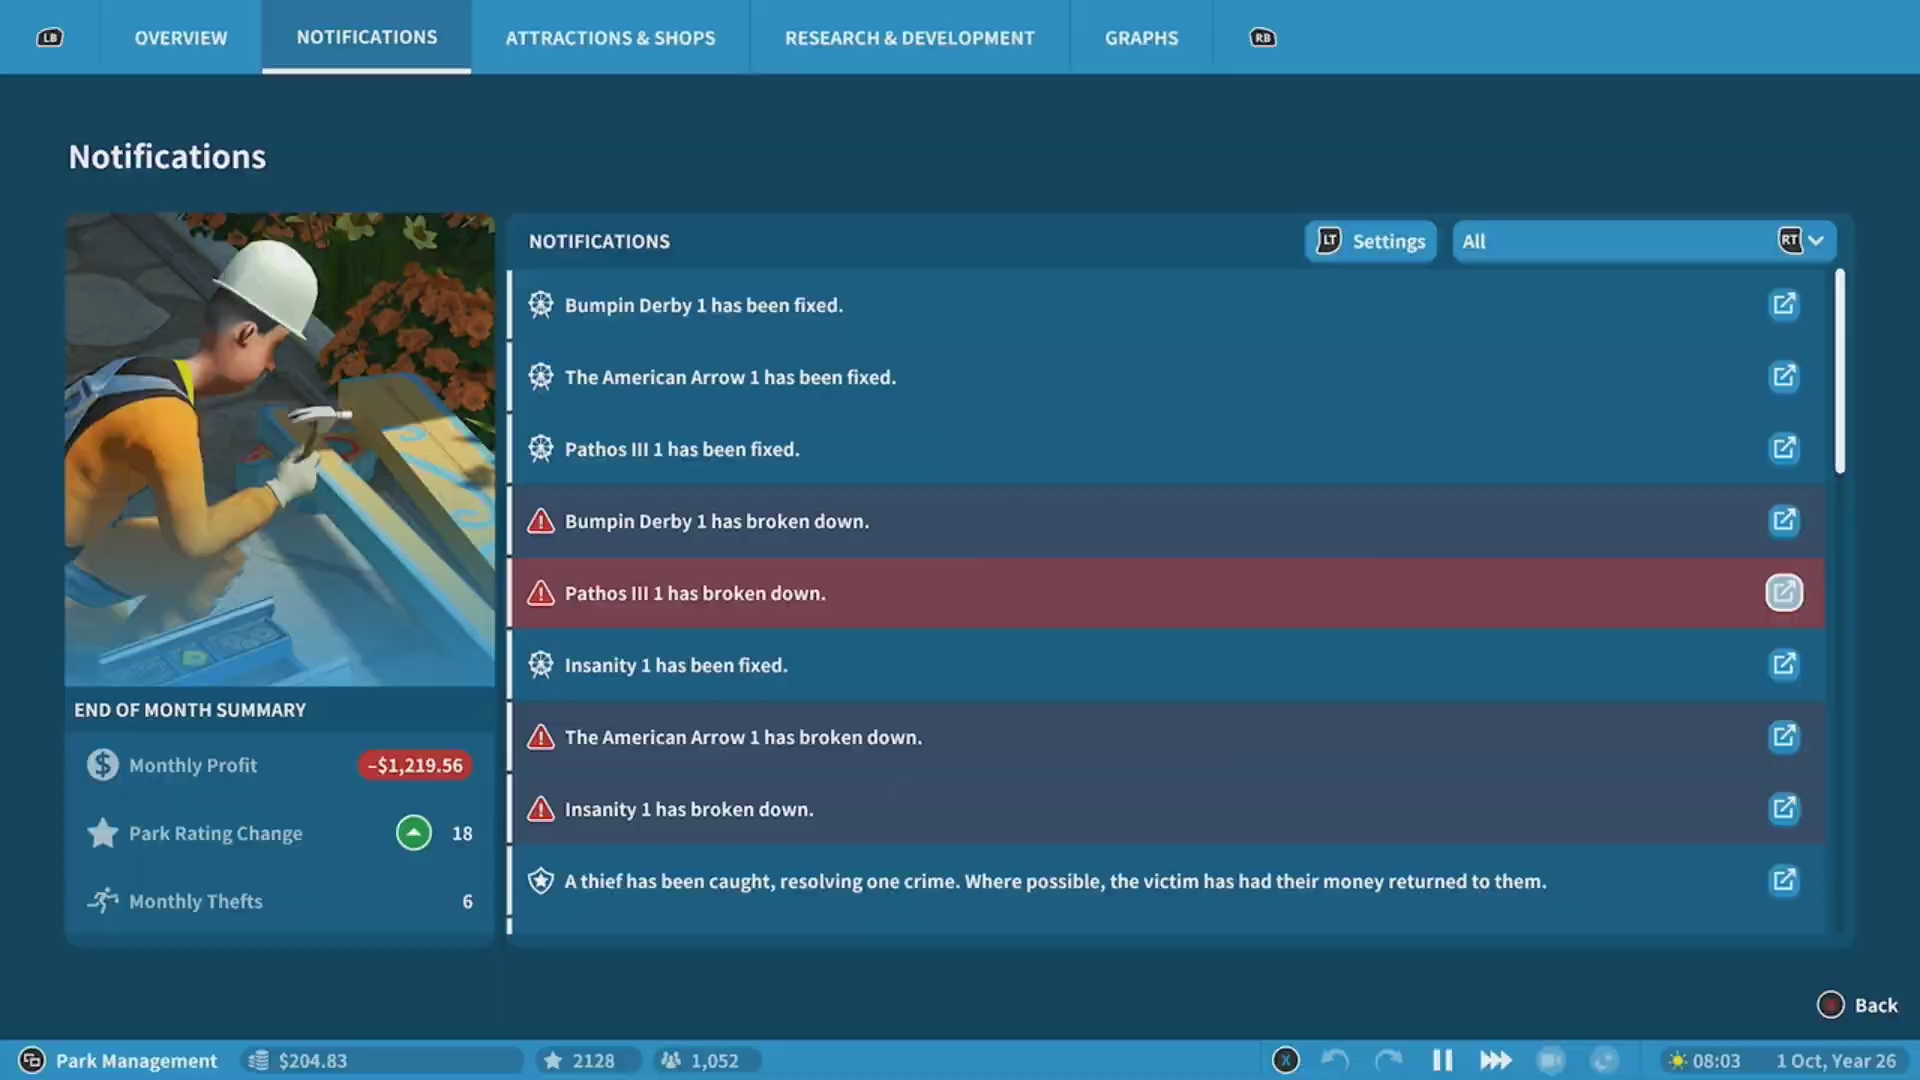 LB OVERVIEW NOTIFICATIONS ATTRACTIONS & SHOPS RESEARCH & DEVELOPMENT GRAPHS RB
Notifications
NOTIFICATIONS
LT Settings
All RT
Bumpin Derby 1 has been fixed.
The American Arrow 1 has been fixed.
Pathos III 1 has been fixed.
Bumpin Derby 1 has broken down.
Pathos III 1 has broken down.
Insanity 1 has been fixed.
The American Arrow 1 has broken down.
Insanity 1 has broken down.
A thief has been caught, resolving one crime. Where possible, the victim has had their money returned to them.
END OF MONTH SUMMARY
Monthly Profit -$1,219.56
Park Rating Change 18
Monthly Thefts 6
Back
Park Management $204.83 2128 1,052 X 08:03 1 Oct, Year 26